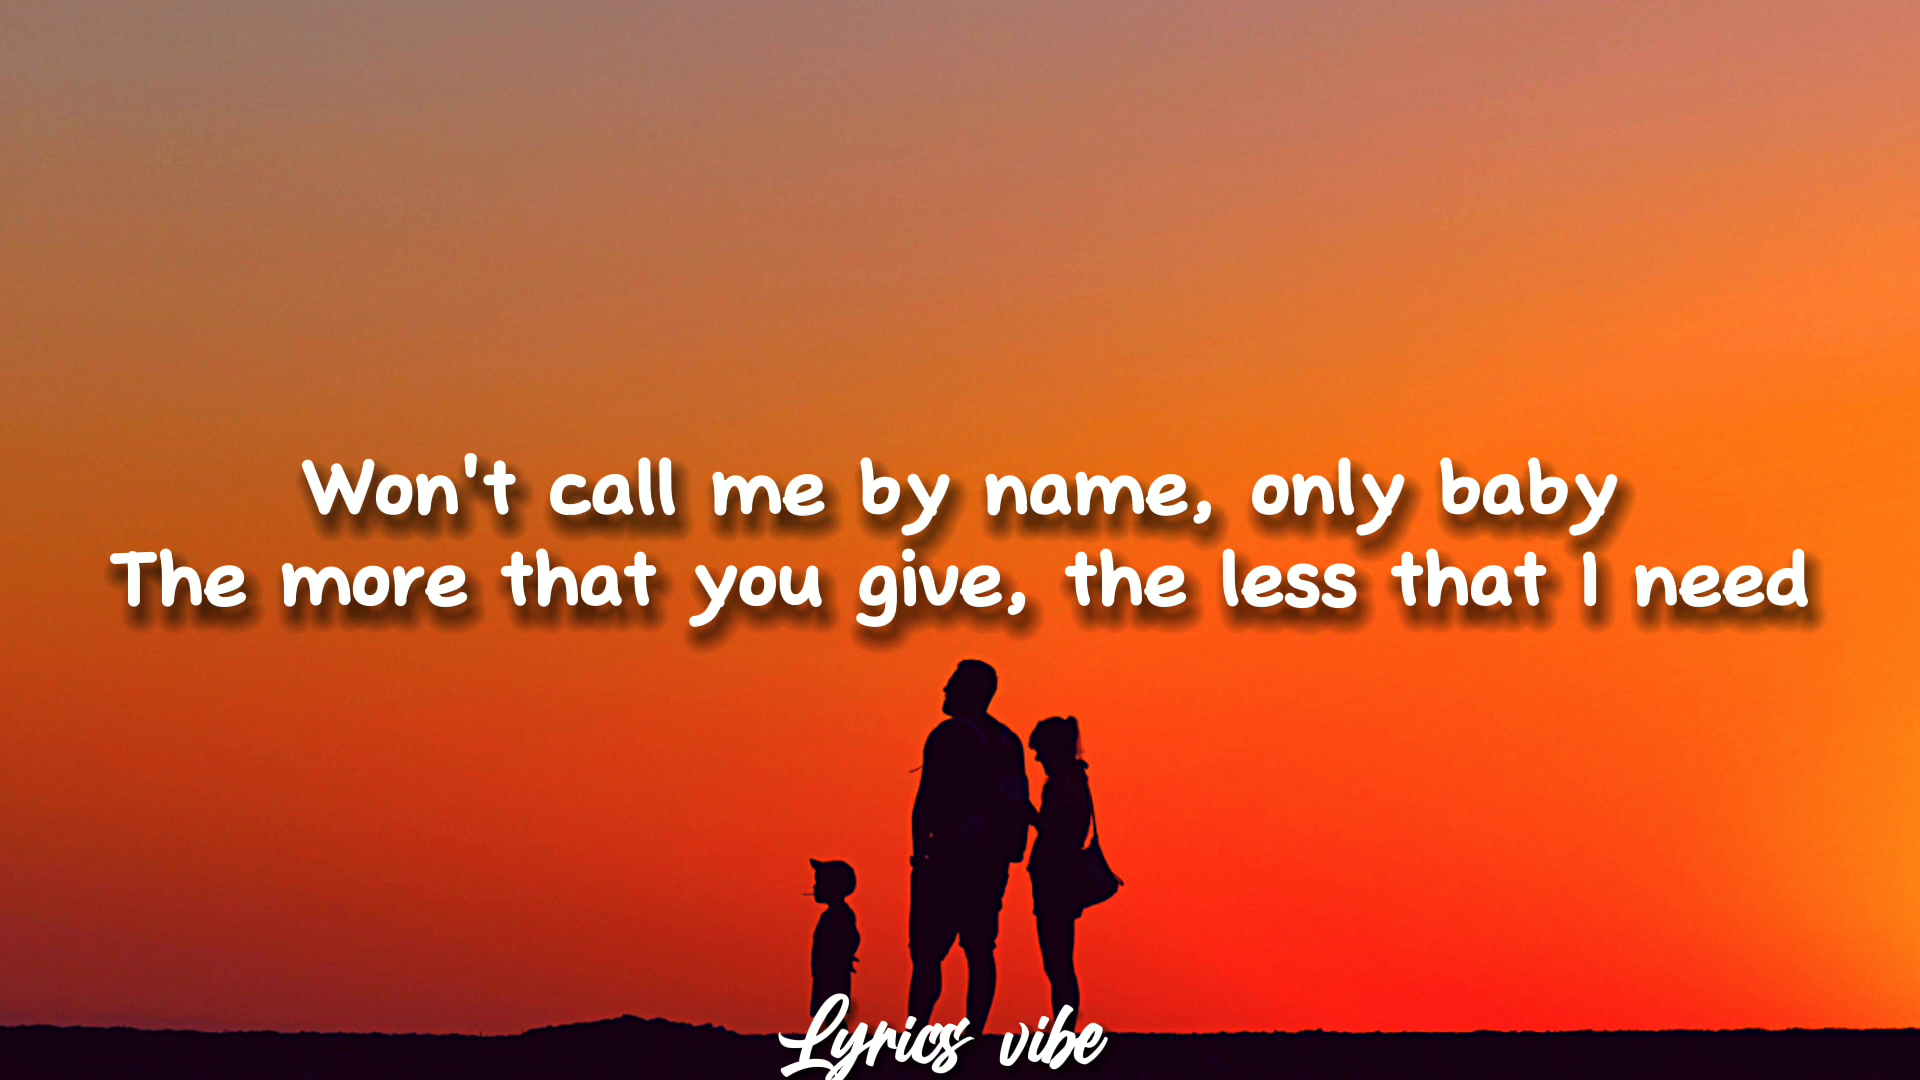 Won't call me by name, only baby
The more that you give, the less that I need
Lyrics vibe